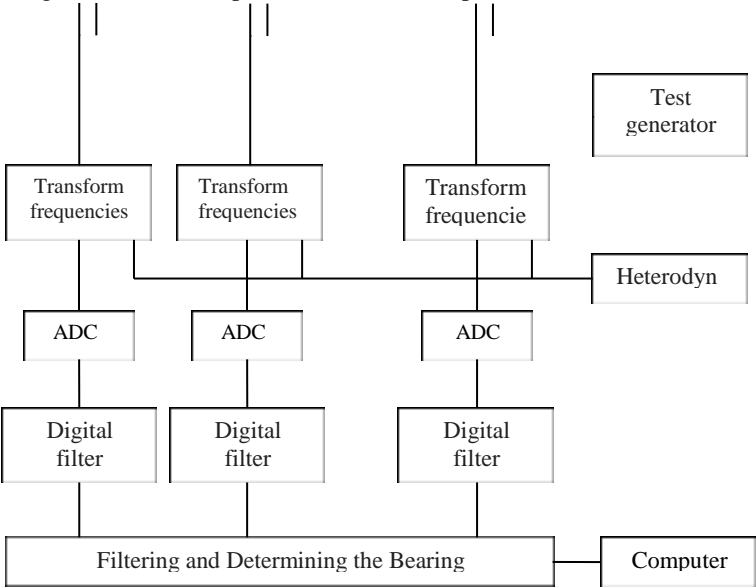 Test
generator
Transform
frequencies
Transform
frequencies
Transform
frequencie
Heterodyn
ADC
ADC
ADC
Digital
filter
Digital
filter
Digital
filter
Filtering and Determining the Bearing
Computer